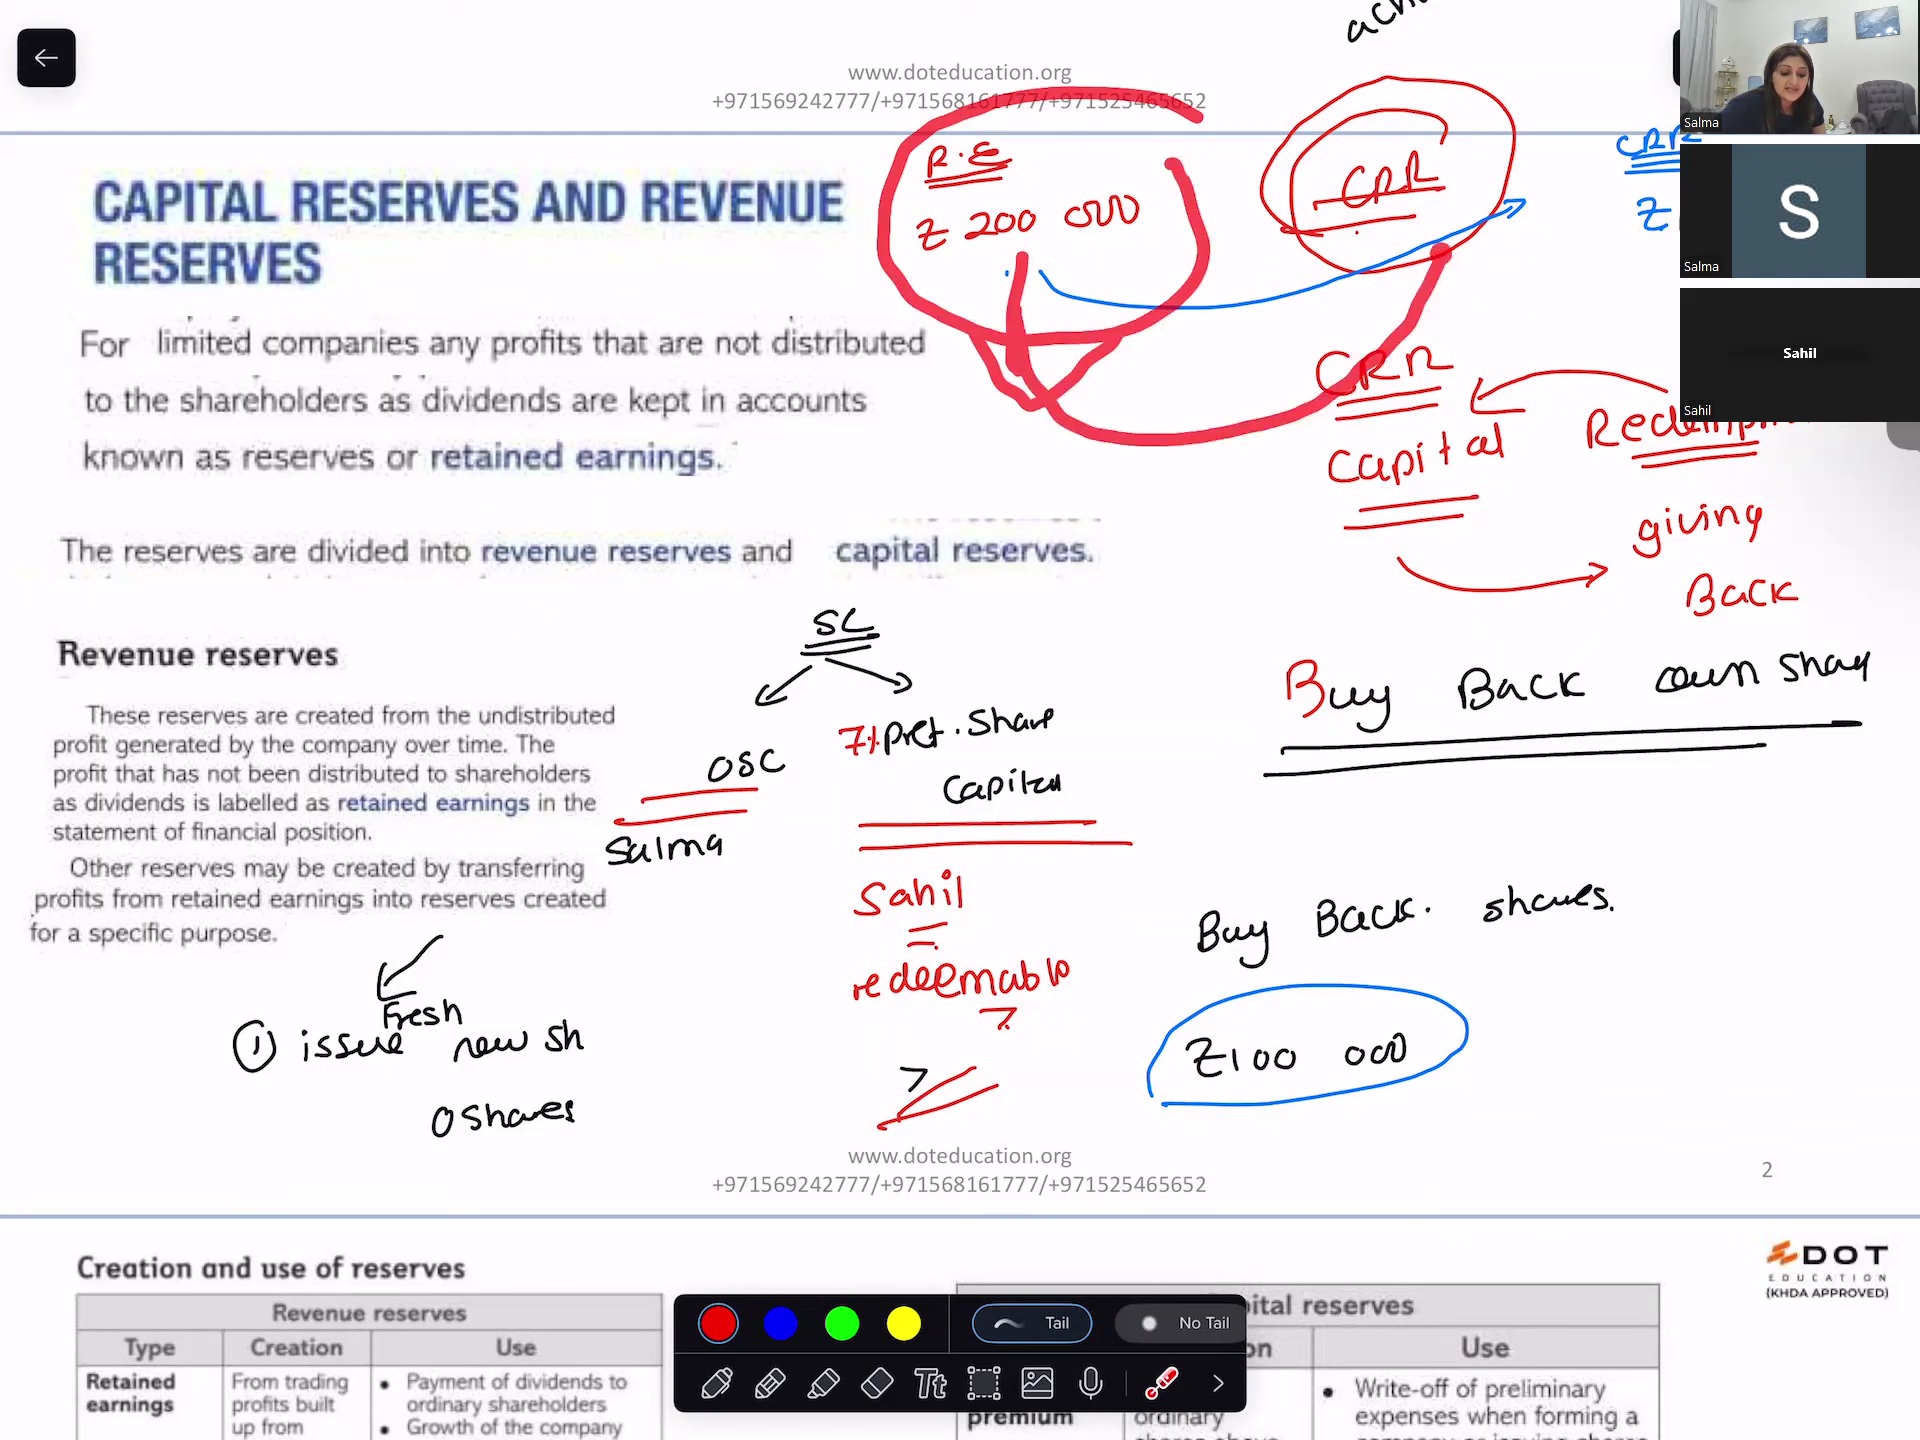 www.doteducation.org
+971569242777/+971568161777/+971525465652
Salma
CAPITAL RESERVES AND REVENUE
RESERVES
R.E
Z 200 000
CRR
CRR
Z
S
Salma
Sahil
Sahil
For limited companies any profits that are not distributed
to the shareholders as dividends are kept in accounts
known as reserves or retained earnings.
CRR
Capital
giving
Back
The reserves are divided into revenue reserves and capital reserves.
SC
Revenue reserves
Buy Back own
7% Pref. Share
Capital
OSC
Salma
These reserves are created from the undistributed
profit generated by the company over time. The
profit that has not been distributed to shareholders
as dividends is labelled as retained earnings in the
statement of financial position.
Other reserves may be created by transferring
profits from retained earnings into reserves created
for a specific purpose.
Sahil
redeemable
Buy Back. shares.
Z100 000
Fresh
① issue new sh
0 shares
www.doteducation.org
+971569242777/+971568161777/+971525465652
2
DOT
EDUCATION
(KHDA APPROVED)
Creation and use of reserves
Revenue reserves
Type Creation Use
Retained
earnings
From trading
profits built
up from
• Payment of dividends to
ordinary shareholders
• Growth of the company
reserves
Use
premium
ordinary
• Write-off of preliminary
expenses when forming a
Tail
No Tail
Tt